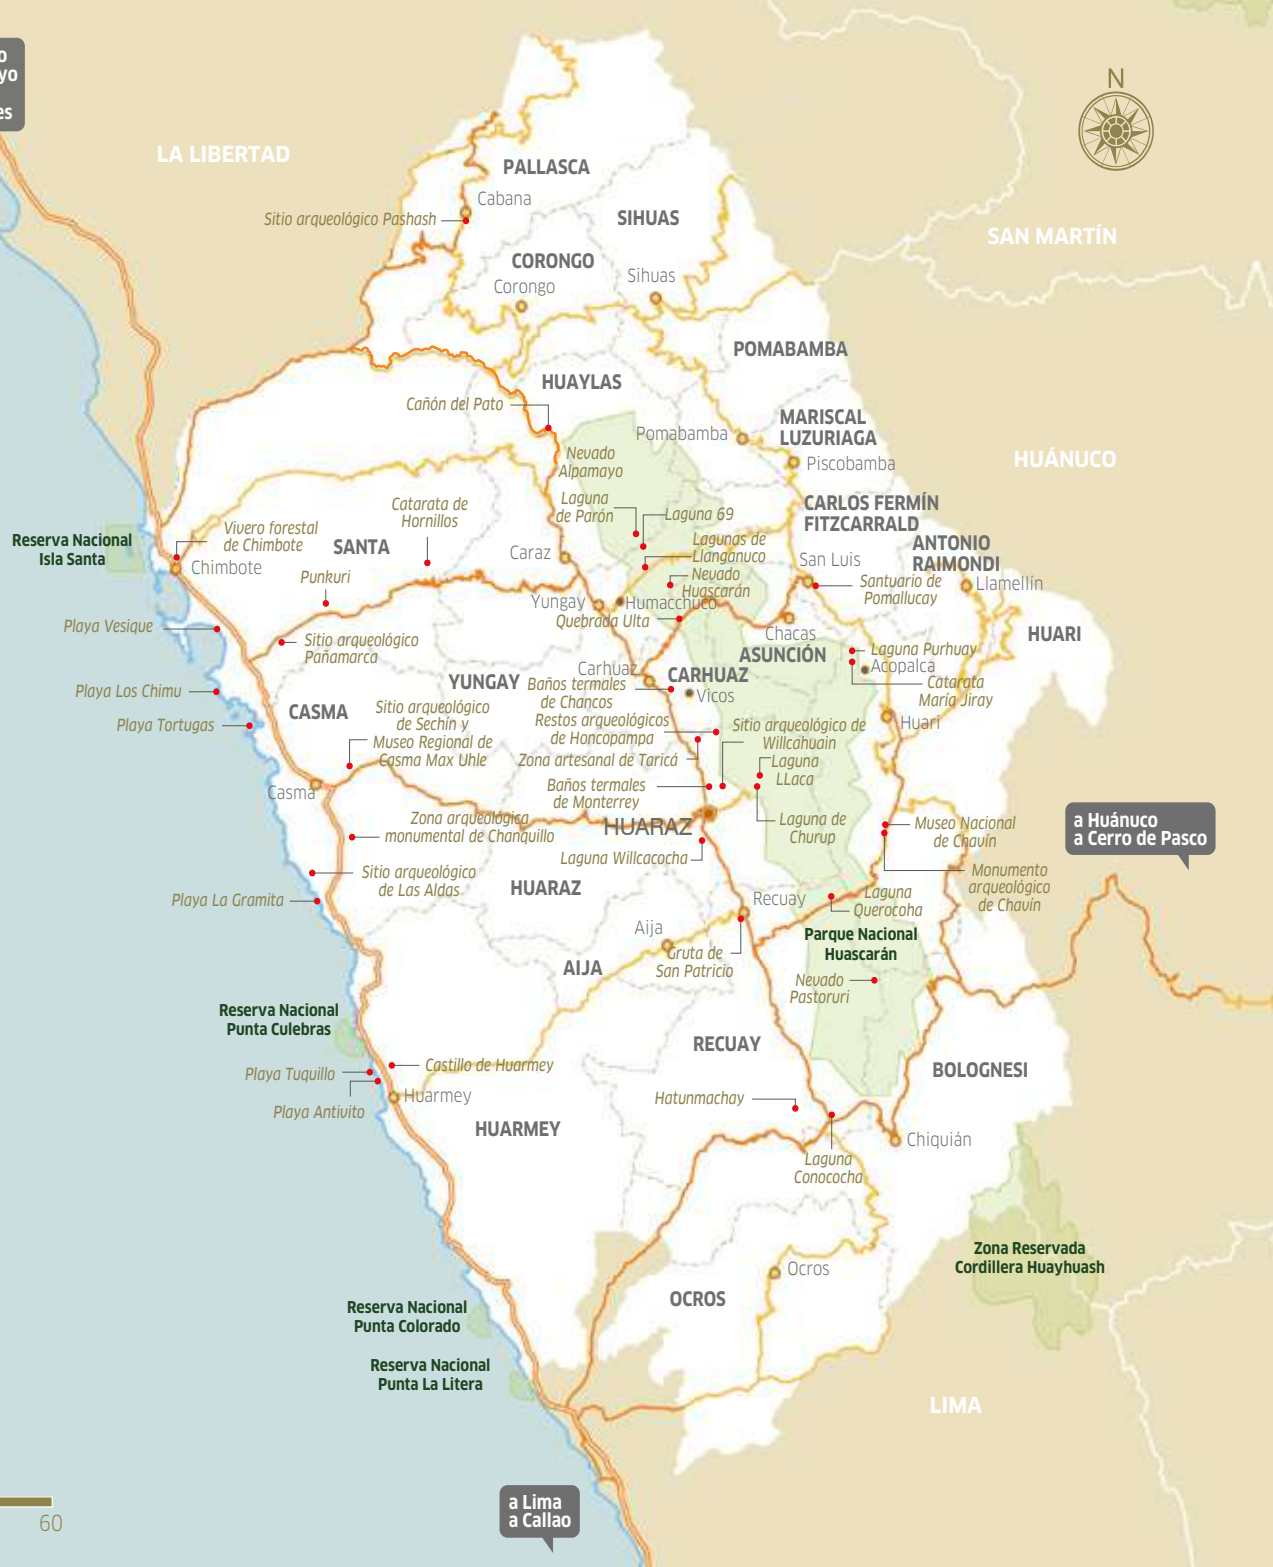 o
yo
es
N
LA LIBERTAD
PALLASCA
Cabana
Sitio arqueológico Pashash
SIHUAS
SAN MARTÍN
CORONGO
Corongo
Sihuas
POMABAMBA
HUAYLAS
Cañón del Pato
MARISCAL
LUZURIAGA
Pomabamba
Piscobamba
HUÁNUCO
Nevado
Alpamayo
Laguna
de Parón
Laguna 69
CARLOS FERMÍN
FITZCARRALD
Catarata de
Hornillos
Vivero forestal
de Chimbote
Reserva Nacional
Isla Santa
SANTA
Chimbote
Caraz
Lagunas de
Llanganuco
Nevado
Huascarán
San Luis
ANTONIO
RAIMONDI
Santuario de
Pomallucay
Llamellín
Punkuri
Yungay
Humacchuco
Quebrada Ulta
Playa Vesique
Sitio arqueológico
Pañamarca
Chacas
ASUNCIÓN
HUARI
Laguna Purhuay
Acopalca
Carhuaz
CARHUAZ
Catarata
María Jiray
YUNGAY
Baños termales
de Chancos
Vicos
Playa Los Chimu
CASMA
Sitio arqueológico
de Sechín y
Museo Regional de
Casma Max Uhle
Restos arqueológicos
de Honcopampa
Sitio arqueológico de
Willcahuain
Huari
Playa Tortugas
Zona artesanal de Taricá
Laguna
LLaca
Casma
Baños termales
de Monterrey
Zona arqueológica
monumental de Chanquillo
HUARAZ
Laguna de
Churup
Museo Nacional
de Chavín
a Huánuco
a Cerro de Pasco
Laguna Willcacocha
Sitio arqueológico
de Las Aldas
HUARAZ
Monumento
arqueológico
de Chavín
Playa La Gramita
Recuay
Laguna
Querococha
Aija
Gruta de
San Patricio
Parque Nacional
Huascarán
AIJA
Nevado
Pastoruri
Reserva Nacional
Punta Culebras
RECUAY
Castillo de Huarmey
Playa Tuquillo
BOLOGNESI
Huarmey
Playa Antivito
Hatunmachay
HUARMEY
Chiquián
Laguna
Conococha
Zona Reservada
Cordillera Huayhuash
Ocros
OCROS
Reserva Nacional
Punta Colorado
Reserva Nacional
Punta La Litera
LIMA
a Lima
a Callao
60